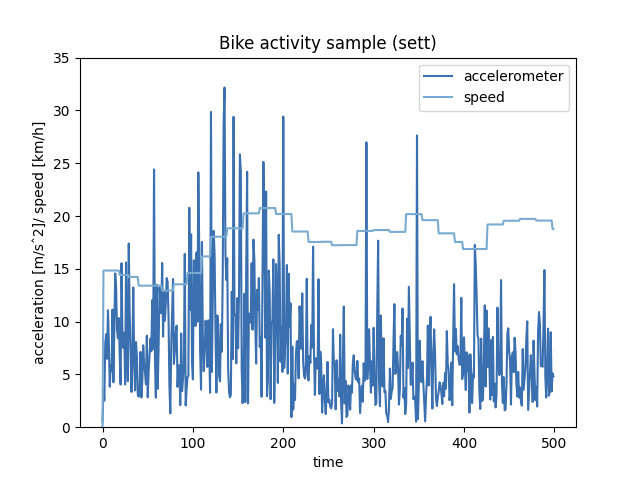 Bike activity sample (sett)
accelerometer
speed
acceleration [m/s^2]/ speed [km/h]
35
30
25
20
15
10
5
0
0 100 200 300 400 500
time